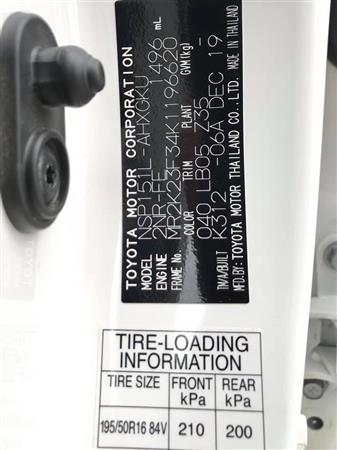 TOYOTA MOTOR CORPORATION
MODEL NSP151L-AHXGKU
ENGINE 2NR-FE 1 496 mL
FRAME No. MR2K23F34K1196620
COLOR TRIM PLANT GVM(kg)
040 LB05 Z35 -
T/A/BUILT K312 -06A DEC 19
MFD.BY: TOYOTA MOTOR THAILAND CO.,LTD. MADE IN THAILAND
TIRE-LOADING
INFORMATION
TIRE SIZE FRONT kPa REAR kPa
195/50R16 84V 210 200